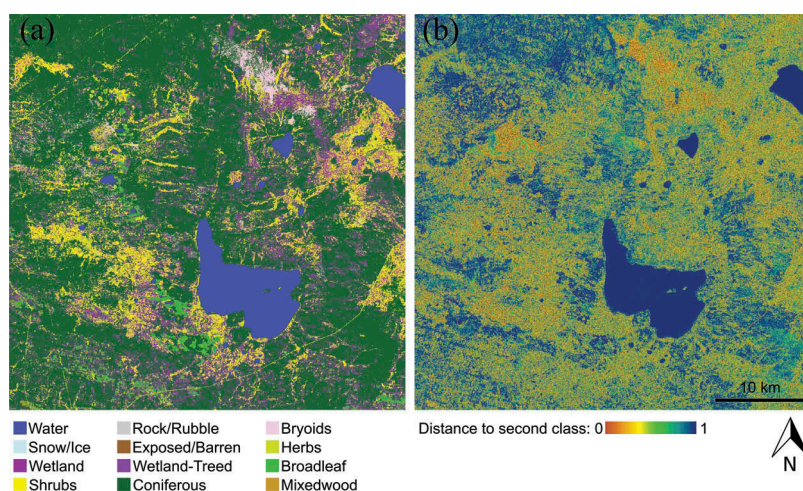 (a) (b)
10 km
Water Rock/Rubble Bryoids
Snow/Ice Exposed/Barren Herbs
Wetland Wetland-Treed Broadleaf
Shrubs Coniferous Mixedwood
Distance to second class: 0 1
N